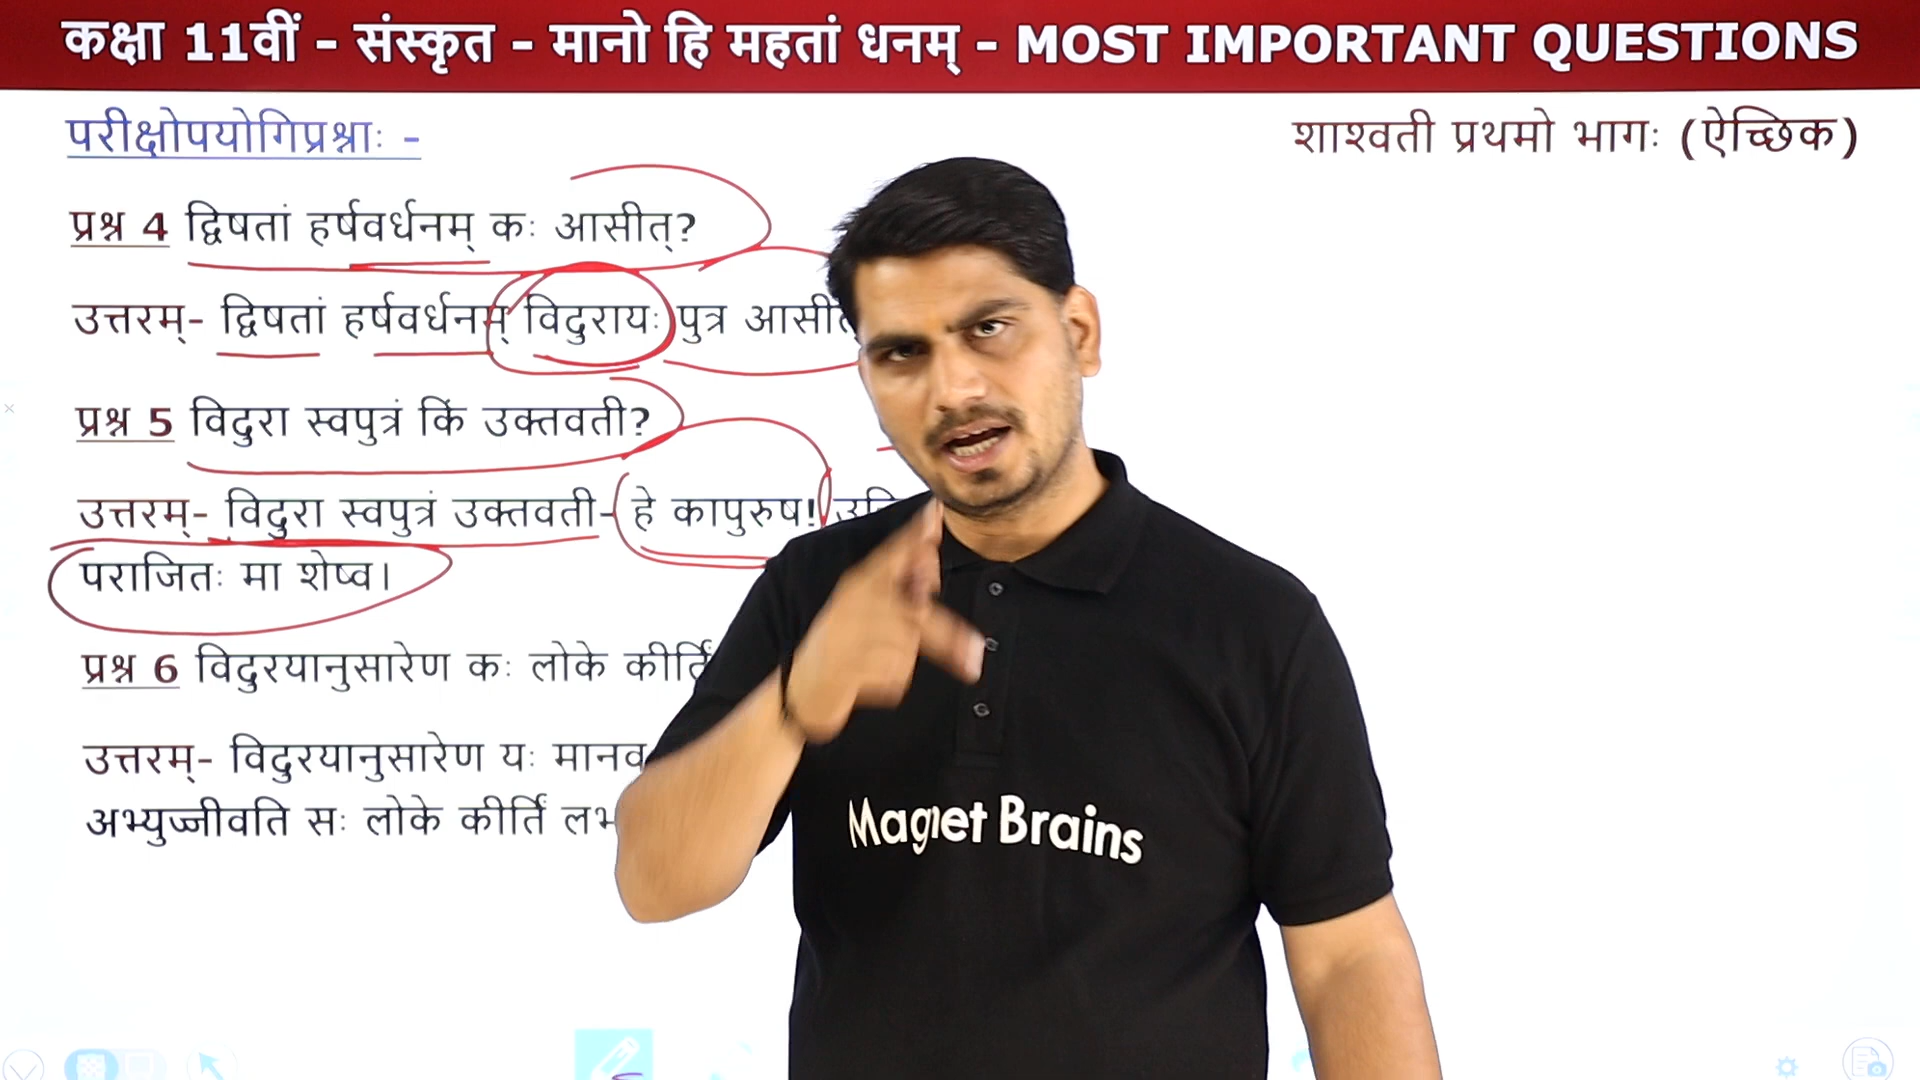 कक्षा 11वीं - संस्कृत - मानो हि महतां धनम् - MOST IMPORTANT QUESTIONS
परीक्षोपयोगिप्रश्नाः -
शाश्वती प्रथमो भागः (ऐच्छिक)
प्रश्न 4 द्विषतां हर्षवर्धनम् कः आसीत्?
उत्तरम्- द्विषतां हर्षवर्धनम् विदुरायः पुत्र
प्रश्न 5 विदुरा स्वपुत्रं किं उक्तवती?
उत्तरम्- विदुरा स्वपुत्रं उक्तवती- हे कापुरुष!
पराजितः मा शेष्व।
प्रश्न 6 विदुरयानुसारेण कः लोके
उत्तरम्- विदुरयानुसारेण यः
अभ्युज्जीवति सः लोके कीर्तिं
Magnet Brains